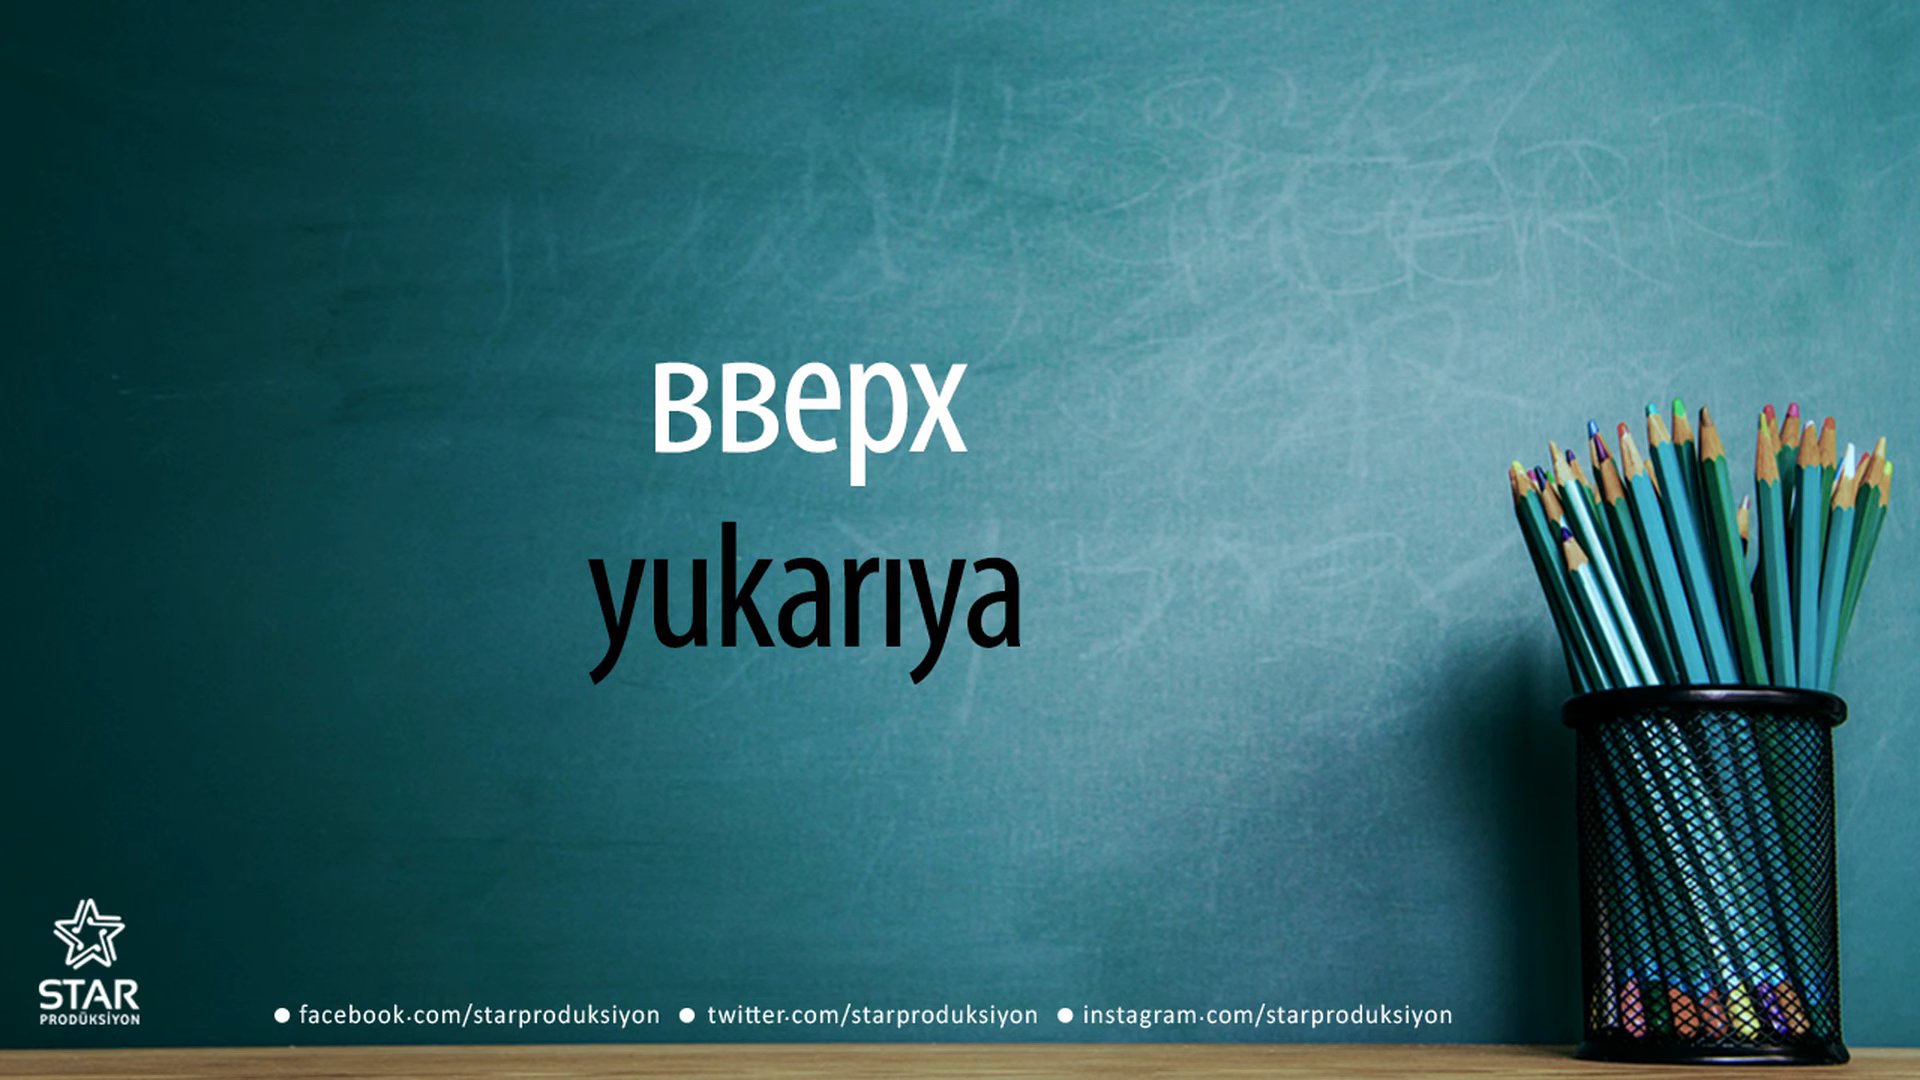 вверх
yukarıya
STAR
PRODÜKSİYON
● facebook.com/starproduksiyon ● twitter.com/starproduksiyon ● instagram.com/starproduksiyon